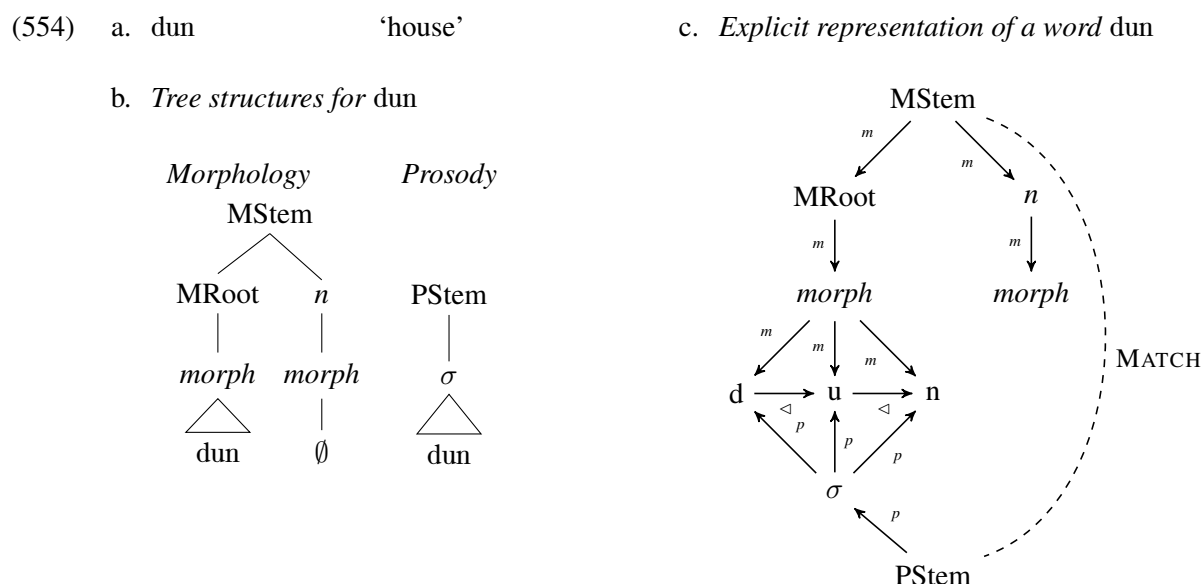 (554) a. dun ‘house’ c. Explicit representation of a word dun
b. Tree structures for dun
Morphology Prosody
MStem
MRoot n PStem
morph morph σ
dun ∅ dun
MStem
m m
MRoot n
m m
morph morph
m m m
MATCH
d ◁ u ◁ n
p p p
σ
p
PStem